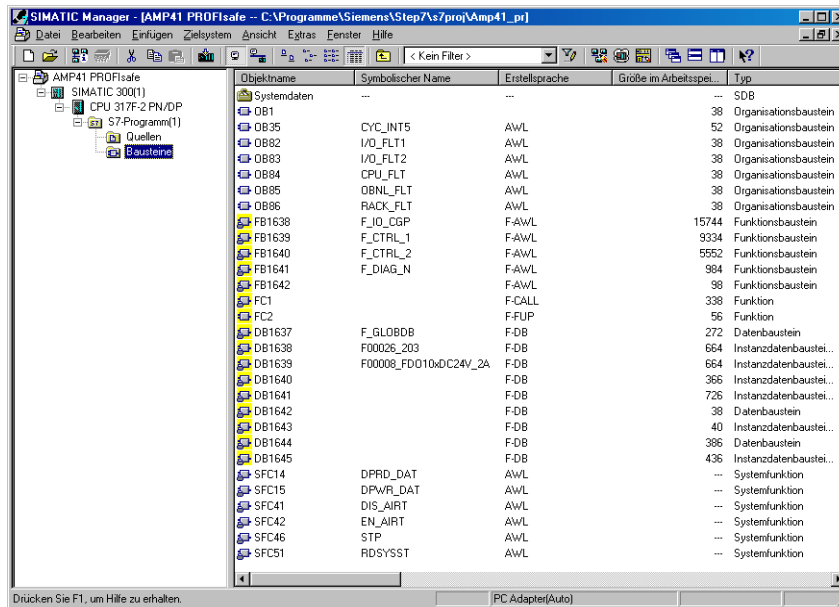 SIMATIC Manager - [AMP41 PROFIsafe -- C:\Programme\Siemens\Step7\s7proj\Amp41_pr]
Datei Bearbeiten Einfügen Zielsystem Ansicht Extras Fenster Hilfe
< Kein Filter >
AMP41 PROFIsafe
SIMATIC 300(1)
CPU 317F-2 PN/DP
S7-Programm(1)
Quellen
Bausteine
Objektname Symbolischer Name Erstellsprache Größe im Arbeitsspei... Typ
Systemdaten --- --- --- SDB
OB1 38 Organisationsbaustein
OB35 CYC_INT5 AWL 52 Organisationsbaustein
OB82 I/O_FLT1 AWL 38 Organisationsbaustein
OB83 I/O_FLT2 AWL 38 Organisationsbaustein
OB84 CPU_FLT AWL 38 Organisationsbaustein
OB85 OBNL_FLT AWL 38 Organisationsbaustein
OB86 RACK_FLT AWL 38 Organisationsbaustein
FB1638 F_IO_CGP F-AWL 15744 Funktionsbaustein
FB1639 F_CTRL_1 F-AWL 9334 Funktionsbaustein
FB1640 F_CTRL_2 F-AWL 5552 Funktionsbaustein
FB1641 F_DIAG_N F-AWL 984 Funktionsbaustein
FB1642 F-AWL 98 Funktionsbaustein
FC1 F-CALL 338 Funktion
FC2 F-FUP 56 Funktion
DB1637 F_GLOBDB F-DB 272 Datenbaustein
DB1638 F00026_203 F-DB 664 Instanzdatenbaustei...
DB1639 F00008_FDO10xDC24V_2A F-DB 664 Instanzdatenbaustei...
DB1640 F-DB 366 Instanzdatenbaustei...
DB1641 F-DB 726 Instanzdatenbaustei...
DB1642 F-DB 38 Datenbaustein
DB1643 F-DB 40 Instanzdatenbaustei...
DB1644 F-DB 386 Datenbaustein
DB1645 F-DB 436 Instanzdatenbaustei...
SFC14 DPRD_DAT AWL --- Systemfunktion
SFC15 DPWR_DAT AWL --- Systemfunktion
SFC41 DIS_AIRT AWL --- Systemfunktion
SFC42 EN_AIRT AWL --- Systemfunktion
SFC46 STP AWL --- Systemfunktion
SFC51 RDSYSST AWL --- Systemfunktion
Drücken Sie F1, um Hilfe zu erhalten. PC Adapter(Auto)